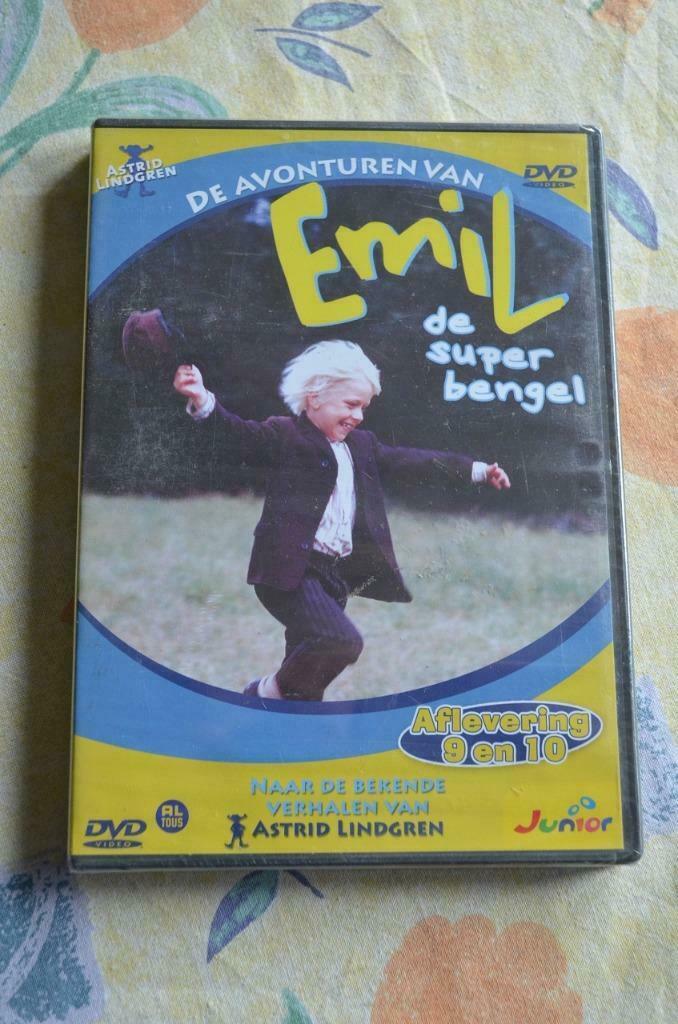 ASTRID
LINDGREN
DE AVONTUREN VAN
DVD
VIDEO
EMIL
de
super
bengel
Aflevering
9 en 10
NAAR DE BEKENDE
VERHALEN VAN
ASTRID LINDGREN
DVD
VIDEO
AL
TOUS
Junior